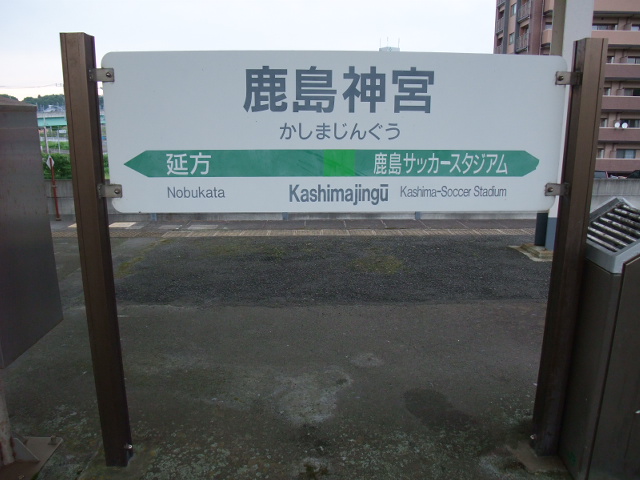 鹿島神宮
かしまじんぐう
延方 鹿島サッカースタジアム
Nobukata Kashimajingū Kashima-Soccer Stadium